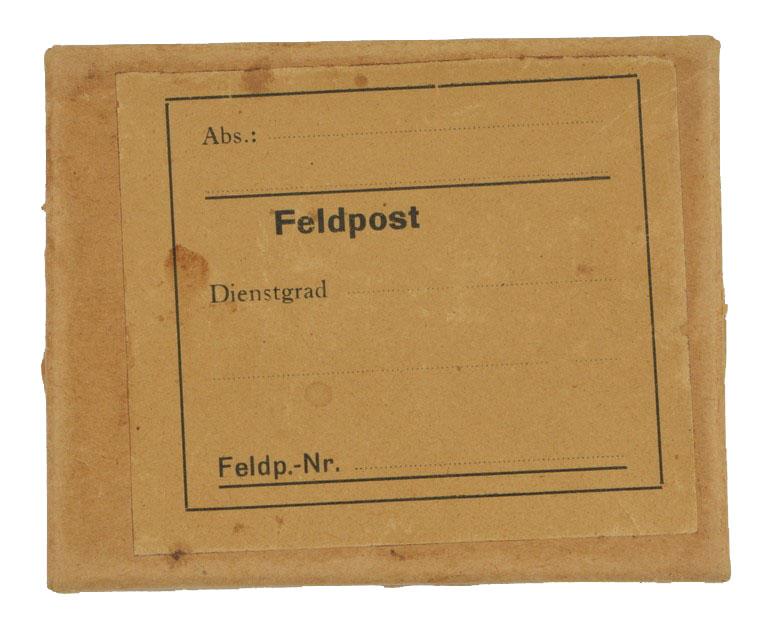 Abs.:
Feldpost
Dienstgrad
Feldp.-Nr.